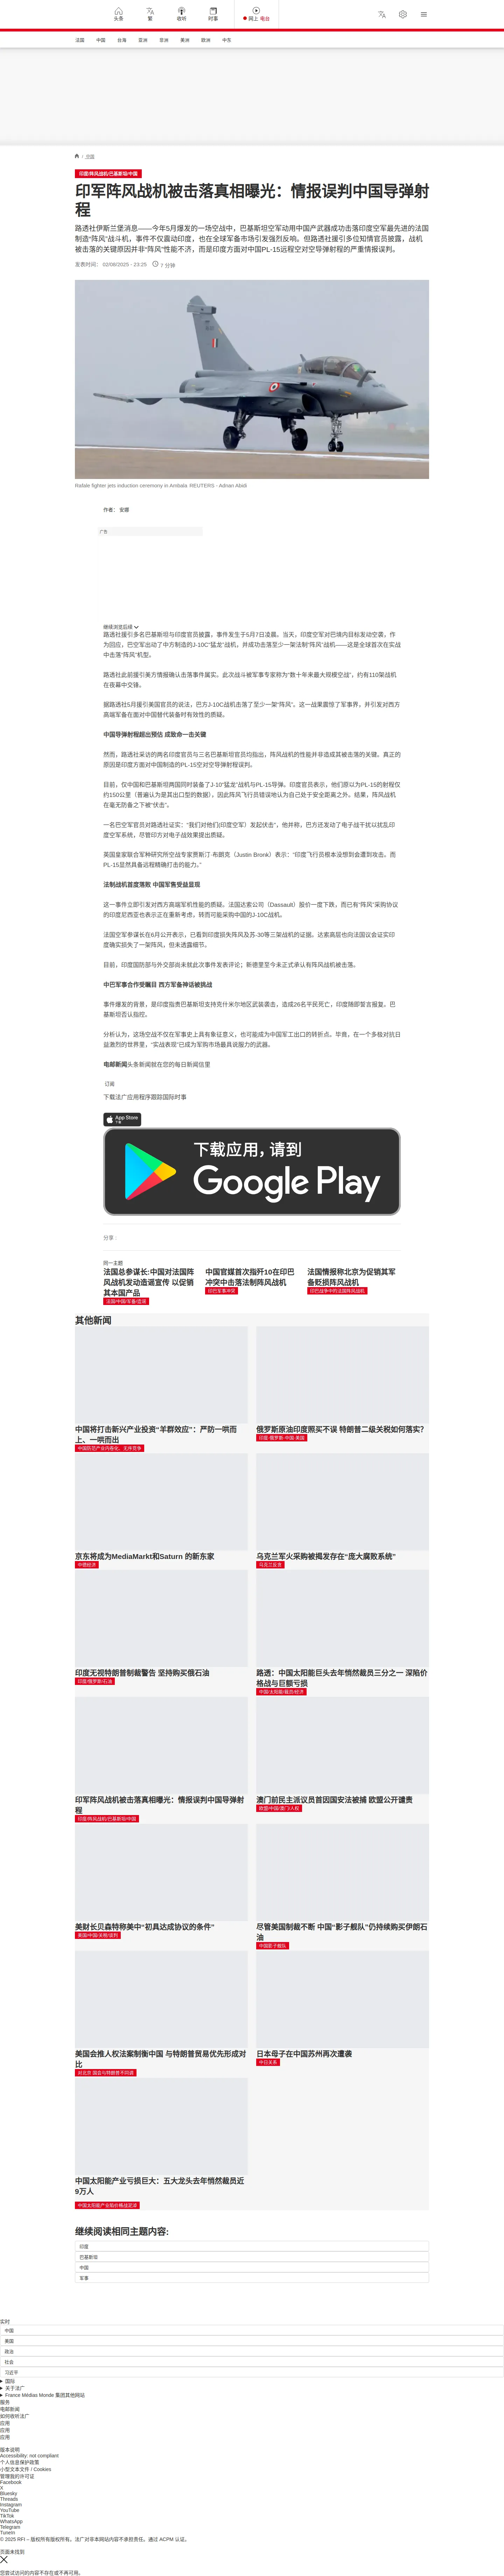 头条
繁
收听
时事
网上 电台
法国
中国
台海
亚洲
非洲
美洲
欧洲
中东
/ 中国
印度/阵风战机/巴基斯坦/中国
印军阵风战机被击落真相曝光：情报误判中国导弹射程
路透社伊斯兰堡消息——今年5月爆发的一场空战中，巴基斯坦空军动用中国产武器成功击落印度空军最先进的法国制造“阵风”战斗机，事件不仅震动印度，也在全球军备市场引发强烈反响。但路透社援引多位知情官员披露，战机被击落的关键原因并非“阵风”性能不济，而是印度方面对中国PL-15远程空对空导弹射程的严重情报误判。
发表时间： 02/08/2025 - 23:25
7 分钟
Rafale fighter jets induction ceremony in Ambala REUTERS - Adnan Abidi
作者： 安娜
广告
继续浏览后续
路透社援引多名巴基斯坦与印度官员披露，事件发生于5月7日凌晨。当天，印度空军对巴境内目标发动空袭，作为回应，巴空军出动了中方制造的J-10C“猛龙”战机，并成功击落至少一架法制“阵风”战机——这是全球首次在实战中击落“阵风”机型。
路透社此前援引美方情报确认击落事件属实。此次战斗被军事专家称为“数十年来最大规模空战”，约有110架战机在夜幕中交锋。
据路透社5月援引美国官员的说法，巴方J-10C战机击落了至少一架“阵风”。这一战果震惊了军事界，并引发对西方高端军备在面对中国替代装备时有效性的质疑。
中国导弹射程超出预估 成致命一击关键
然而，路透社采访的两名印度官员与三名巴基斯坦官员均指出，阵风战机的性能并非造成其被击落的关键。真正的原因是印度方面对中国制造的PL-15空对空导弹射程误判。
目前，仅中国和巴基斯坦两国同时装备了J-10“猛龙”战机与PL-15导弹。印度官员表示，他们原以为PL-15的射程仅约150公里（普遍认为是其出口型的数据），因此阵风飞行员错误地认为自己处于安全距离之外。结果，阵风战机在毫无防备之下被“伏击”。
一名巴空军官员对路透社证实：“我们对他们(印度空军）发起伏击”，他并称，巴方还发动了电子战干扰以扰乱印度空军系统，尽管印方对电子战效果提出质疑。
英国皇家联合军种研究所空战专家贾斯汀·布朗克（Justin Bronk）表示：“印度飞行员根本没想到会遭到攻击。而PL-15显然具备远程精确打击的能力。”
法制战机首度落败 中国军售受益显现
这一事件立即引发对西方高端军机性能的质疑。法国达索公司（Dassault）股价一度下跌，而已有“阵风”采购协议的印度尼西亚也表示正在重新考虑，转而可能采购中国的J-10C战机。
法国空军参谋长在6月公开表示，已看到印度损失阵风及苏-30等三架战机的证据。达索高层也向法国议会证实印度确实损失了一架阵风，但未透露细节。
目前，印度国防部与外交部尚未就此次事件发表评论；新德里至今未正式承认有阵风战机被击落。
中巴军事合作受瞩目 西方军备神话被挑战
事件爆发的背景，是印度指责巴基斯坦支持克什米尔地区武装袭击，造成26名平民死亡，印度随即誓言报复。巴基斯坦否认指控。
分析认为，这场空战不仅在军事史上具有象征意义，也可能成为中国军工出口的转折点。毕竟，在一个多极对抗日益激烈的世界里，“实战表现”已成为军购市场最具说服力的武器。
电邮新闻头条新闻就在您的每日新闻信里
订阅
下载法广应用程序跟踪国际时事
App Store
下载
下载应用，请到
Google Play
分享 :
同一主题
法国总参谋长:中国对法国阵风战机发动造谣宣传 以促销其本国产品
法国/中国/军备/造谣
中国官媒首次指歼10在印巴冲突中击落法制阵风战机
印巴军事冲突
法国情报称北京为促销其军备贬损阵风战机
印巴战争中的法国阵风战机
其他新闻
中国将打击新兴产业投资“羊群效应”：严防一哄而上、一哄而出
中国防范产业内卷化、无序竞争
俄罗斯原油印度照买不误 特朗普二级关税如何落实?
印度-俄罗斯-中国-美国
京东将成为MediaMarkt和Saturn 的新东家
中德经济
乌克兰军火采购被揭发存在“庞大腐败系统”
乌克兰反贪
印度无视特朗普制裁警告 坚持购买俄石油
印度/俄罗斯/石油
路透：中国太阳能巨头去年悄然裁员三分之一 深陷价格战与巨额亏损
中国/太阳能/裁员/经济
印军阵风战机被击落真相曝光：情报误判中国导弹射程
印度/阵风战机/巴基斯坦/中国
澳门前民主派议员首因国安法被捕 欧盟公开谴责
欧盟/中国/澳门/人权
美财长贝森特称美中“初具达成协议的条件”
美国/中国/关税/谈判
尽管美国制裁不断 中国“影子舰队”仍持续购买伊朗石油
中国影子舰队
美国会推人权法案制衡中国 与特朗普贸易优先形成对比
对北京 国会与特朗普不同调
日本母子在中国苏州再次遭袭
中日关系
中国太阳能产业亏损巨大：五大龙头去年悄然裁员近9万人
中国太阳能产业陷价格战泥淖
继续阅读相同主题内容:
印度
巴基斯坦
中国
军事
实时
中国
美国
政治
社会
习近平
国际
关于法广
France Médias Monde 集团其他网站
服务
电邮新闻
如何收听法广
应用
应用
应用
版本说明
Accessibility: not compliant
个人信息保护政策
小型文本文件 / Cookies
管理我的许可证
Facebook
X
Bluesky
Threads
Instagram
YouTube
TikTok
WhatsApp
Telegram
TuneIn
© 2025 RFI – 版权所有版权所有。法广对非本网站内容不承担责任。通过 ACPM 认证。
页面未找到
您尝试访问的内容不存在或不再可用。